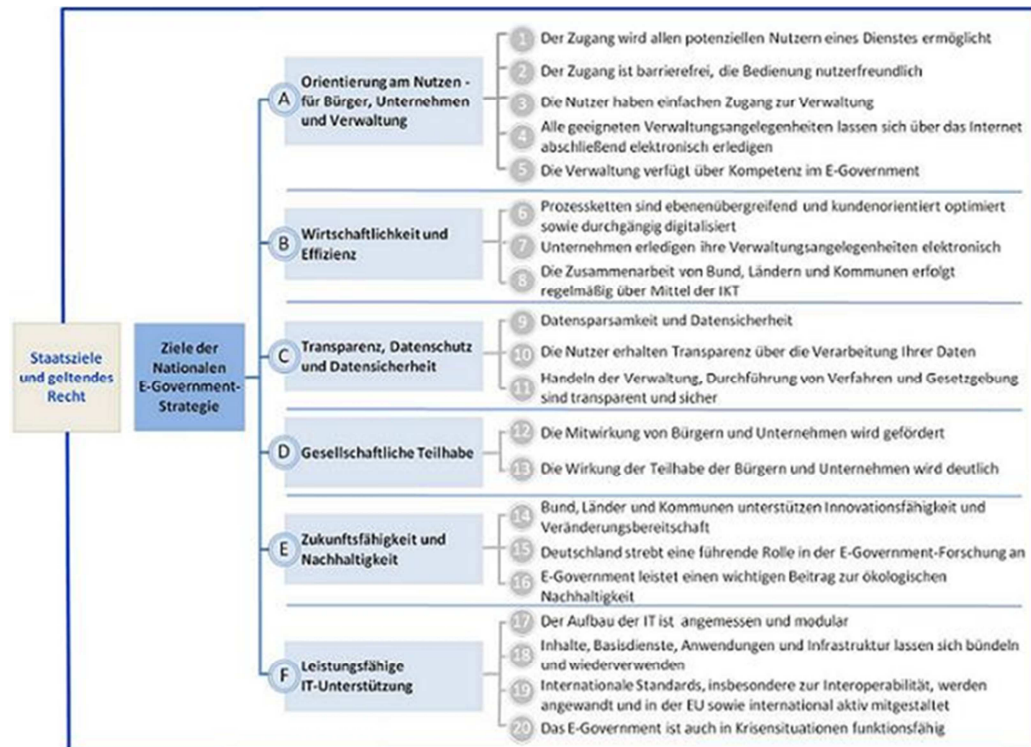 Staatsziele
und geltendes
Recht
Ziele der
Nationalen
E-Government-
Strategie
A
Orientierung am Nutzen -
für Bürger, Unternehmen
und Verwaltung
1 Der Zugang wird allen potenziellen Nutzern eines Dienstes ermöglicht
2 Der Zugang ist barrierefrei, die Bedienung nutzerfreundlich
3 Die Nutzer haben einfachen Zugang zur Verwaltung
4 Alle geeigneten Verwaltungsangelegenheiten lassen sich über das Internet
abschließend elektronisch erledigen
5 Die Verwaltung verfügt über Kompetenz im E-Government
B
Wirtschaftlichkeit und
Effizienz
6 Prozessketten sind ebenenübergreifend und kundenorientiert optimiert
sowie durchgängig digitalisiert
7 Unternehmen erledigen ihre Verwaltungsangelegenheiten elektronisch
8 Die Zusammenarbeit von Bund, Ländern und Kommunen erfolgt
regelmäßig über Mittel der IKT
C
Transparenz, Datenschutz
und Datensicherheit
9 Datensparsamkeit und Datensicherheit
10 Die Nutzer erhalten Transparenz über die Verarbeitung Ihrer Daten
11 Handeln der Verwaltung, Durchführung von Verfahren und Gesetzgebung
sind transparent und sicher
D
Gesellschaftliche Teilhabe
12 Die Mitwirkung von Bürgern und Unternehmen wird gefördert
13 Die Wirkung der Teilhabe der Bürgern und Unternehmen wird deutlich
E
Zukunftsfähigkeit und
Nachhaltigkeit
14 Bund, Länder und Kommunen unterstützen Innovationsfähigkeit und
Veränderungsbereitschaft
15 Deutschland strebt eine führende Rolle in der E-Government-Forschung an
16 E-Government leistet einen wichtigen Beitrag zur ökologischen
Nachhaltigkeit
F
Leistungsfähige
IT-Unterstützung
17 Der Aufbau der IT ist angemessen und modular
18 Inhalte, Basisdienste, Anwendungen und Infrastruktur lassen sich bündeln
und wiederverwenden
19 Internationale Standards, insbesondere zur Interoperabilität, werden
angewandt und in der EU sowie international aktiv mitgestaltet
20 Das E-Government ist auch in Krisensituationen funktionsfähig